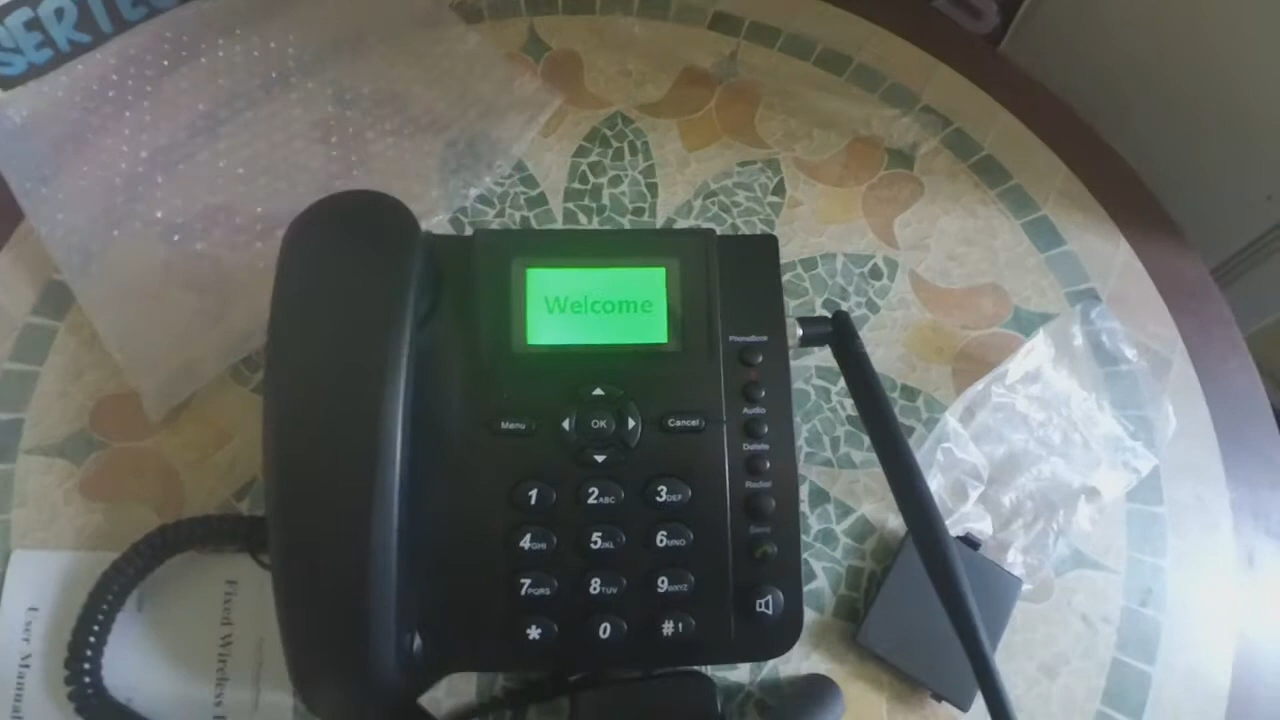 Welcome
PhoneBook
Audio
Menu
OK
Cancel
Delete
Redial
Send
1
2ABC
3DEF
4GHI
5JKL
6MNO
7PQRS
8TUV
9WXYZ
*
0
#
Fixed Wireless
User Manual